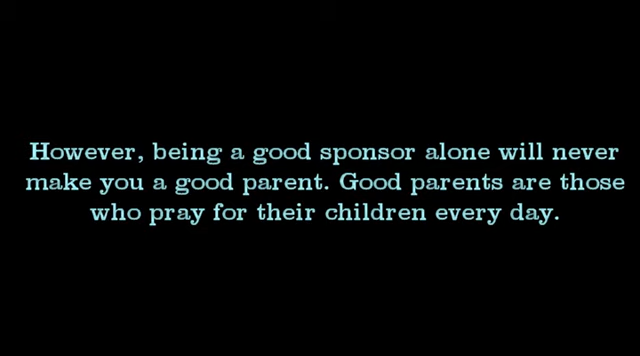 However, being a good sponsor alone will never
make you a good parent. Good parents are those
who pray for their children every day.